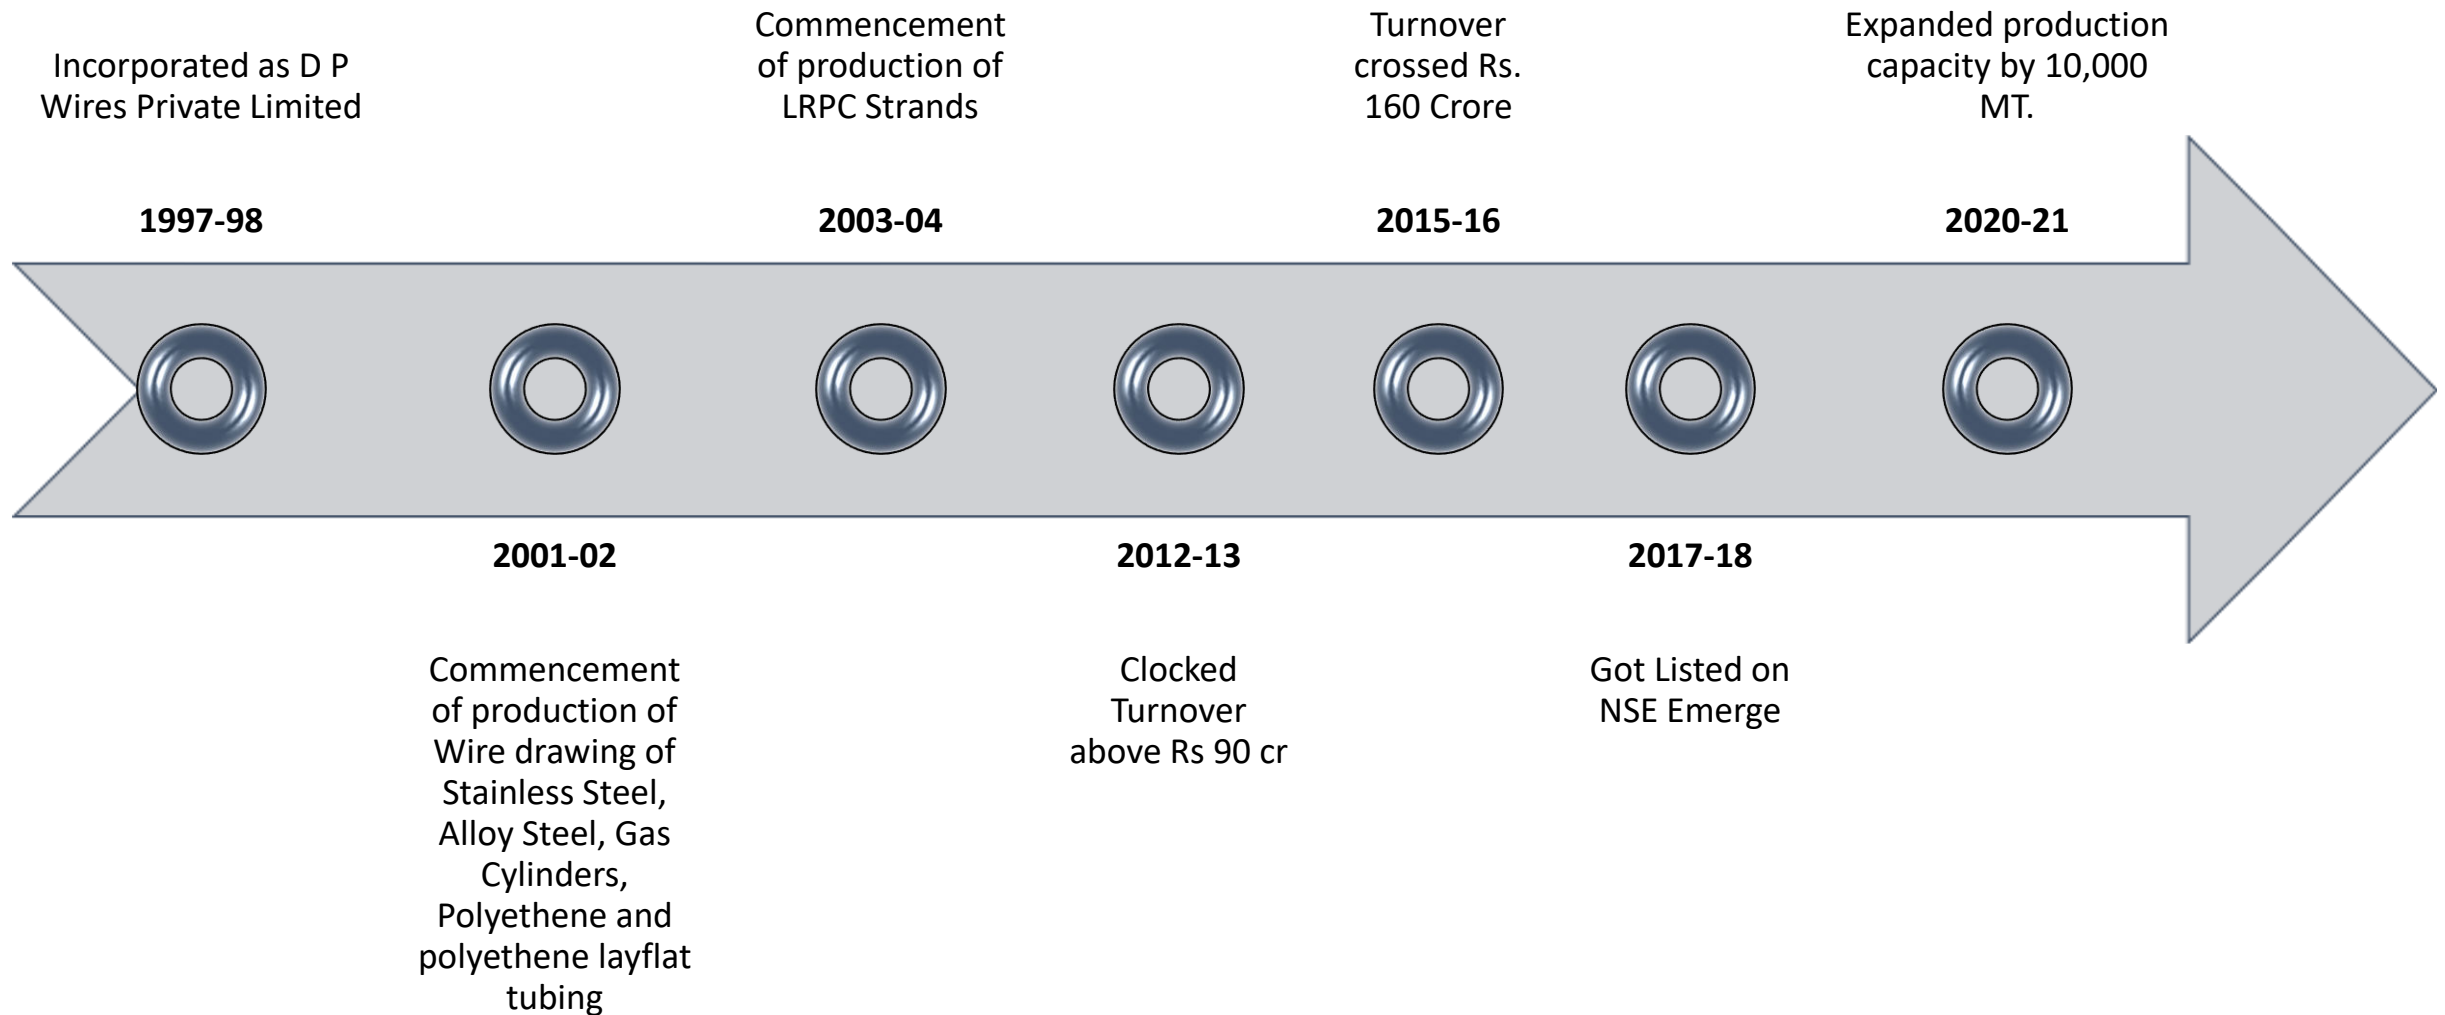 Incorporated as D P
Wires Private Limited
1997-98
2001-02
Commencement
of production of
Wire drawing of
Stainless Steel,
Alloy Steel, Gas
Cylinders,
Polyethene and
polyethene layflat
tubing
Commencement
of production of
LRPC Strands
2003-04
2012-13
Clocked
Turnover
above Rs 90 cr
Turnover
crossed Rs.
160 Crore
2015-16
2017-18
Got Listed on
NSE Emerge
Expanded production
capacity by 10,000
MT.
2020-21